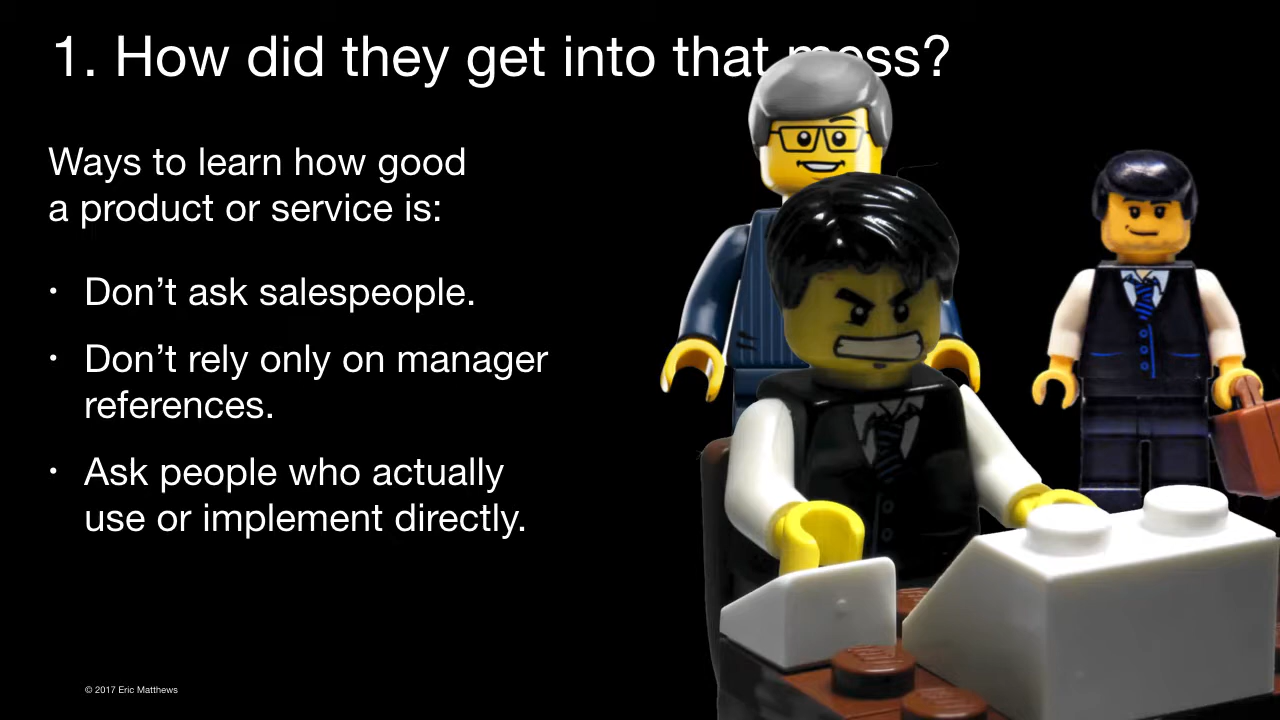 1. How did they get into that mess?
Ways to learn how good
a product or service is:
• Don’t ask salespeople.
• Don’t rely only on manager
references.
• Ask people who actually
use or implement directly.
© 2017 Eric Matthews